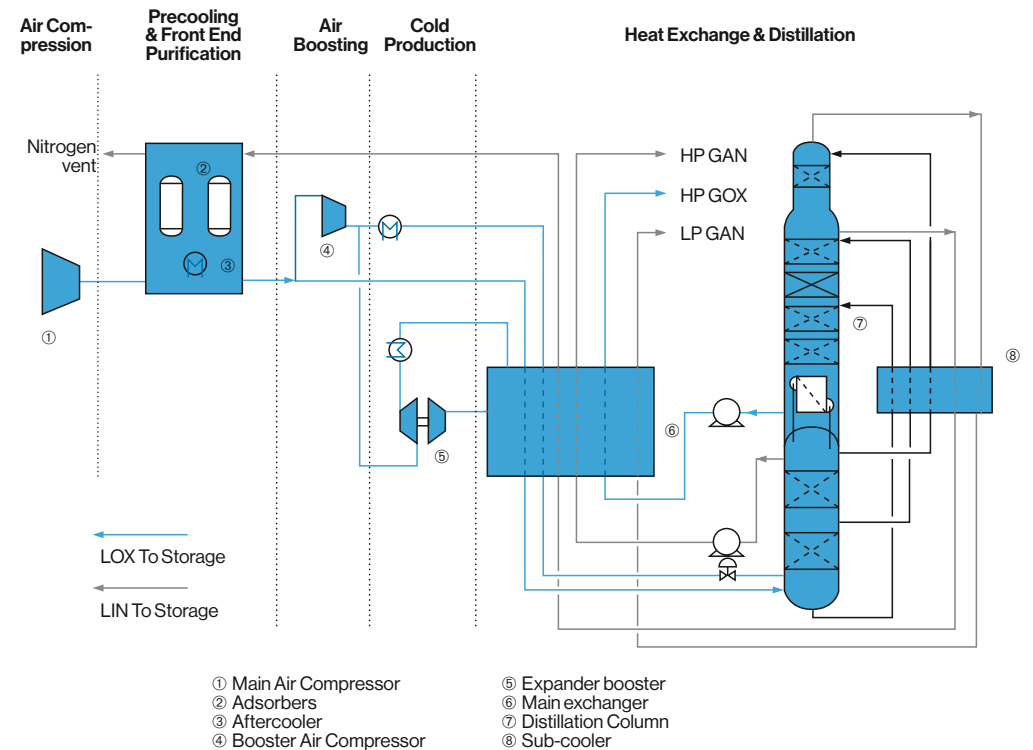 Air Com-
pression
Precooling
& Front End
Purification
Air
Boosting
Cold
Production
Heat Exchange & Distillation
Nitrogen
vent
HP GAN
HP GOX
LP GAN
②
③
④
①
⑦
⑧
⑥
⑤
LOX To Storage
LIN To Storage
① Main Air Compressor
② Adsorbers
③ Aftercooler
④ Booster Air Compressor
⑤ Expander booster
⑥ Main exchanger
⑦ Distillation Column
⑧ Sub-cooler